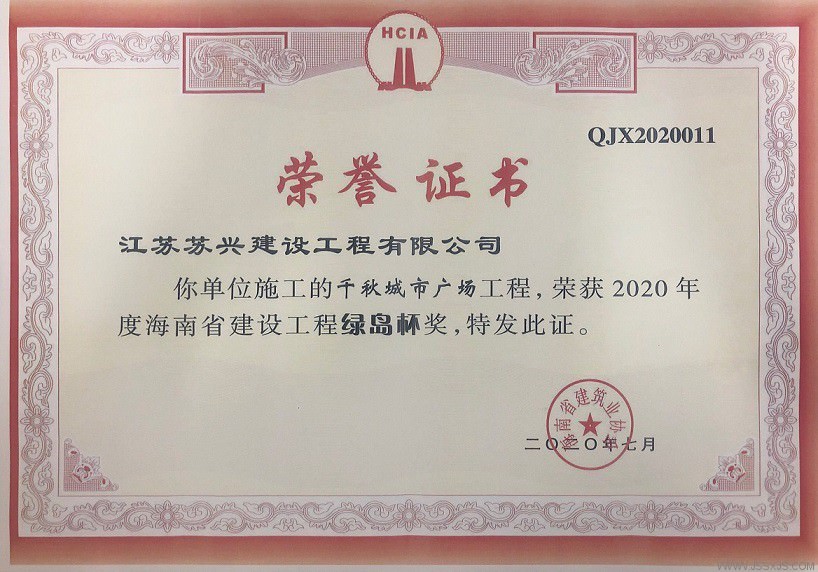 HCIA
QJX2020011
荣誉证书
江苏苏兴建设工程有限公司
你单位施工的千秋城市广场工程，荣获2020年
度海南省建设工程绿岛杯奖，特发此证。
海南省建筑业协会
二〇二〇年七月
WWW.JSSXJS.COM